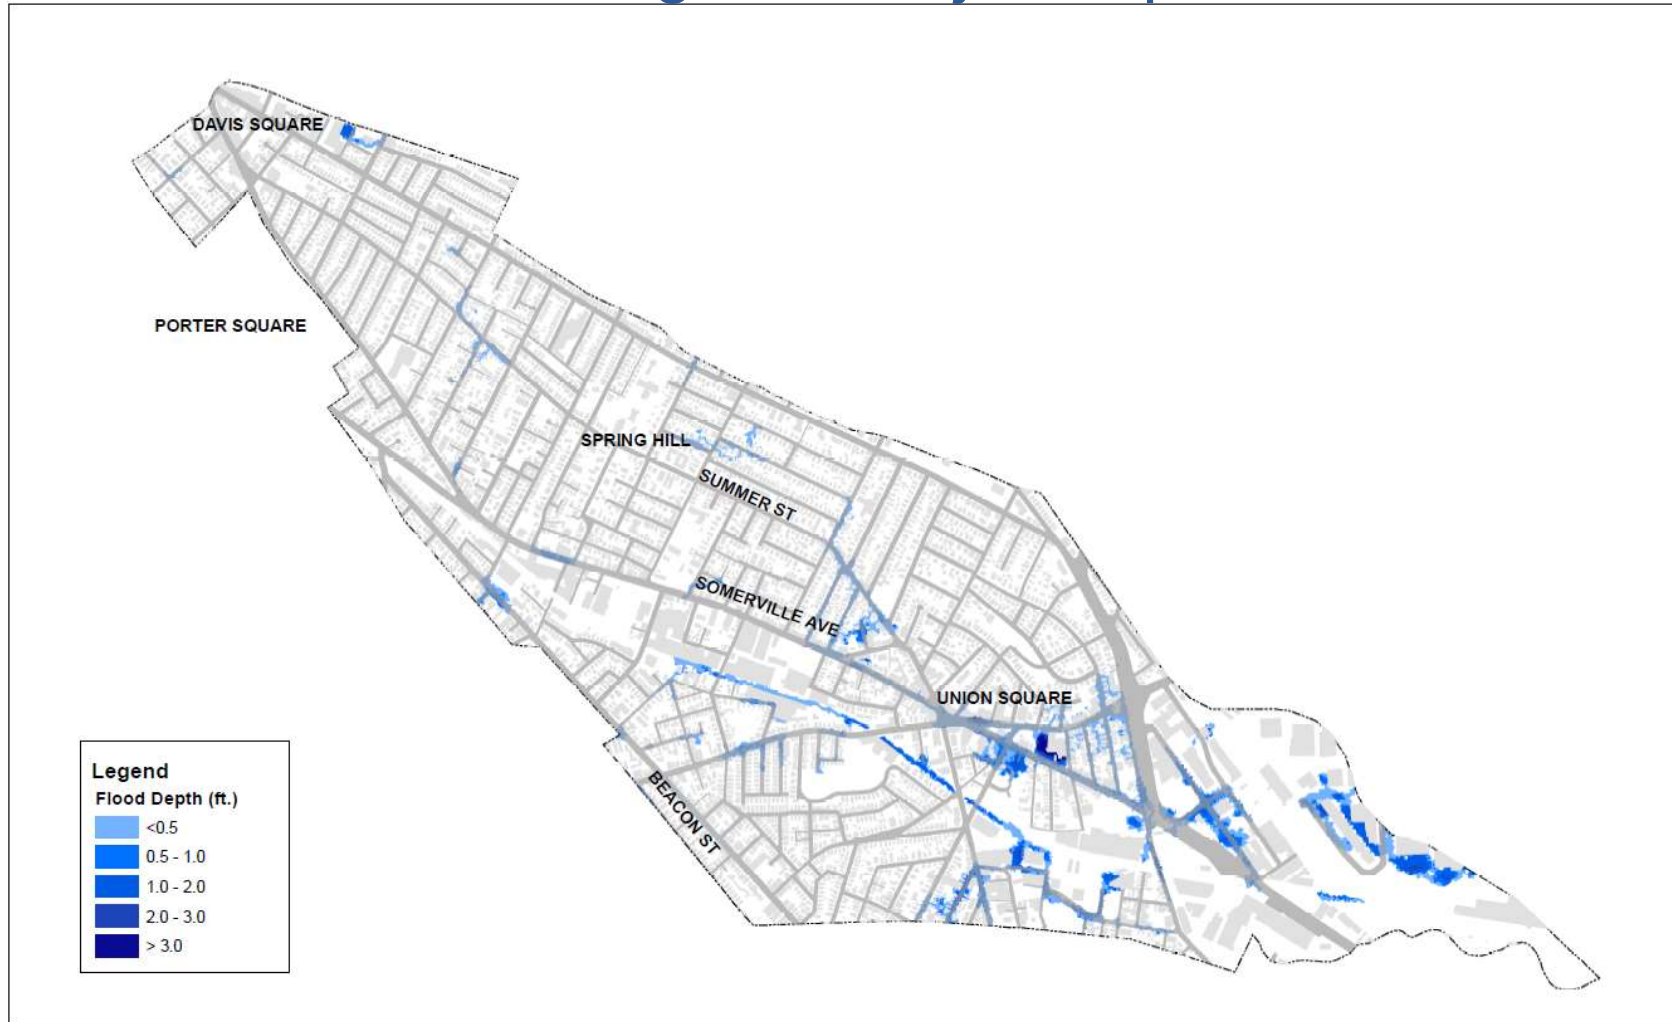 DAVIS SQUARE
PORTER SQUARE
SPRING HILL
SUMMER ST
SOMERVILLE AVE
UNION SQUARE
BEACON ST
Legend
Flood Depth (ft.)
<0.5
0.5 - 1.0
1.0 - 2.0
2.0 - 3.0
> 3.0